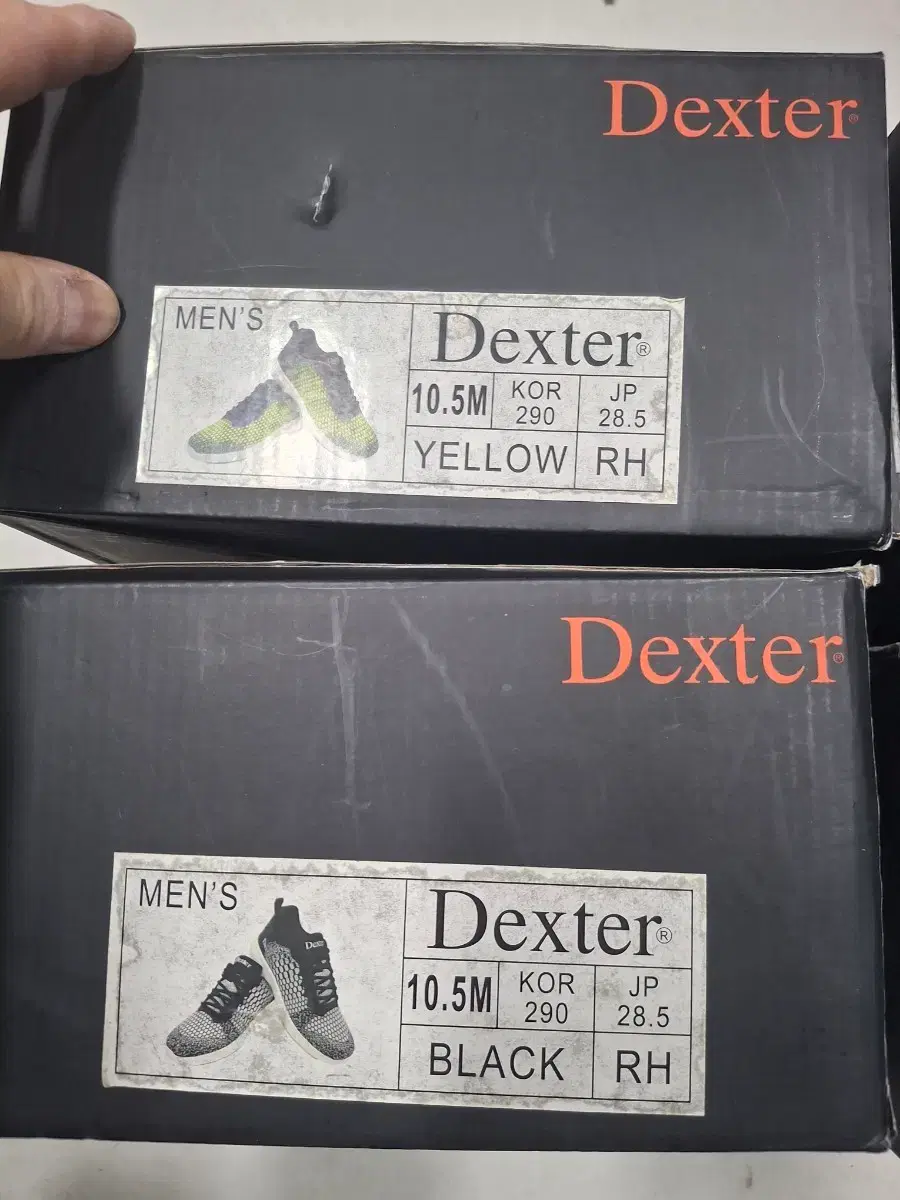 Dexter®
MEN'S
Dexter®
10.5M
KOR
290
JP
28.5
YELLOW
RH
Dexter®
MEN'S
Dexter
Dexter®
10.5M
KOR
290
JP
28.5
BLACK
RH